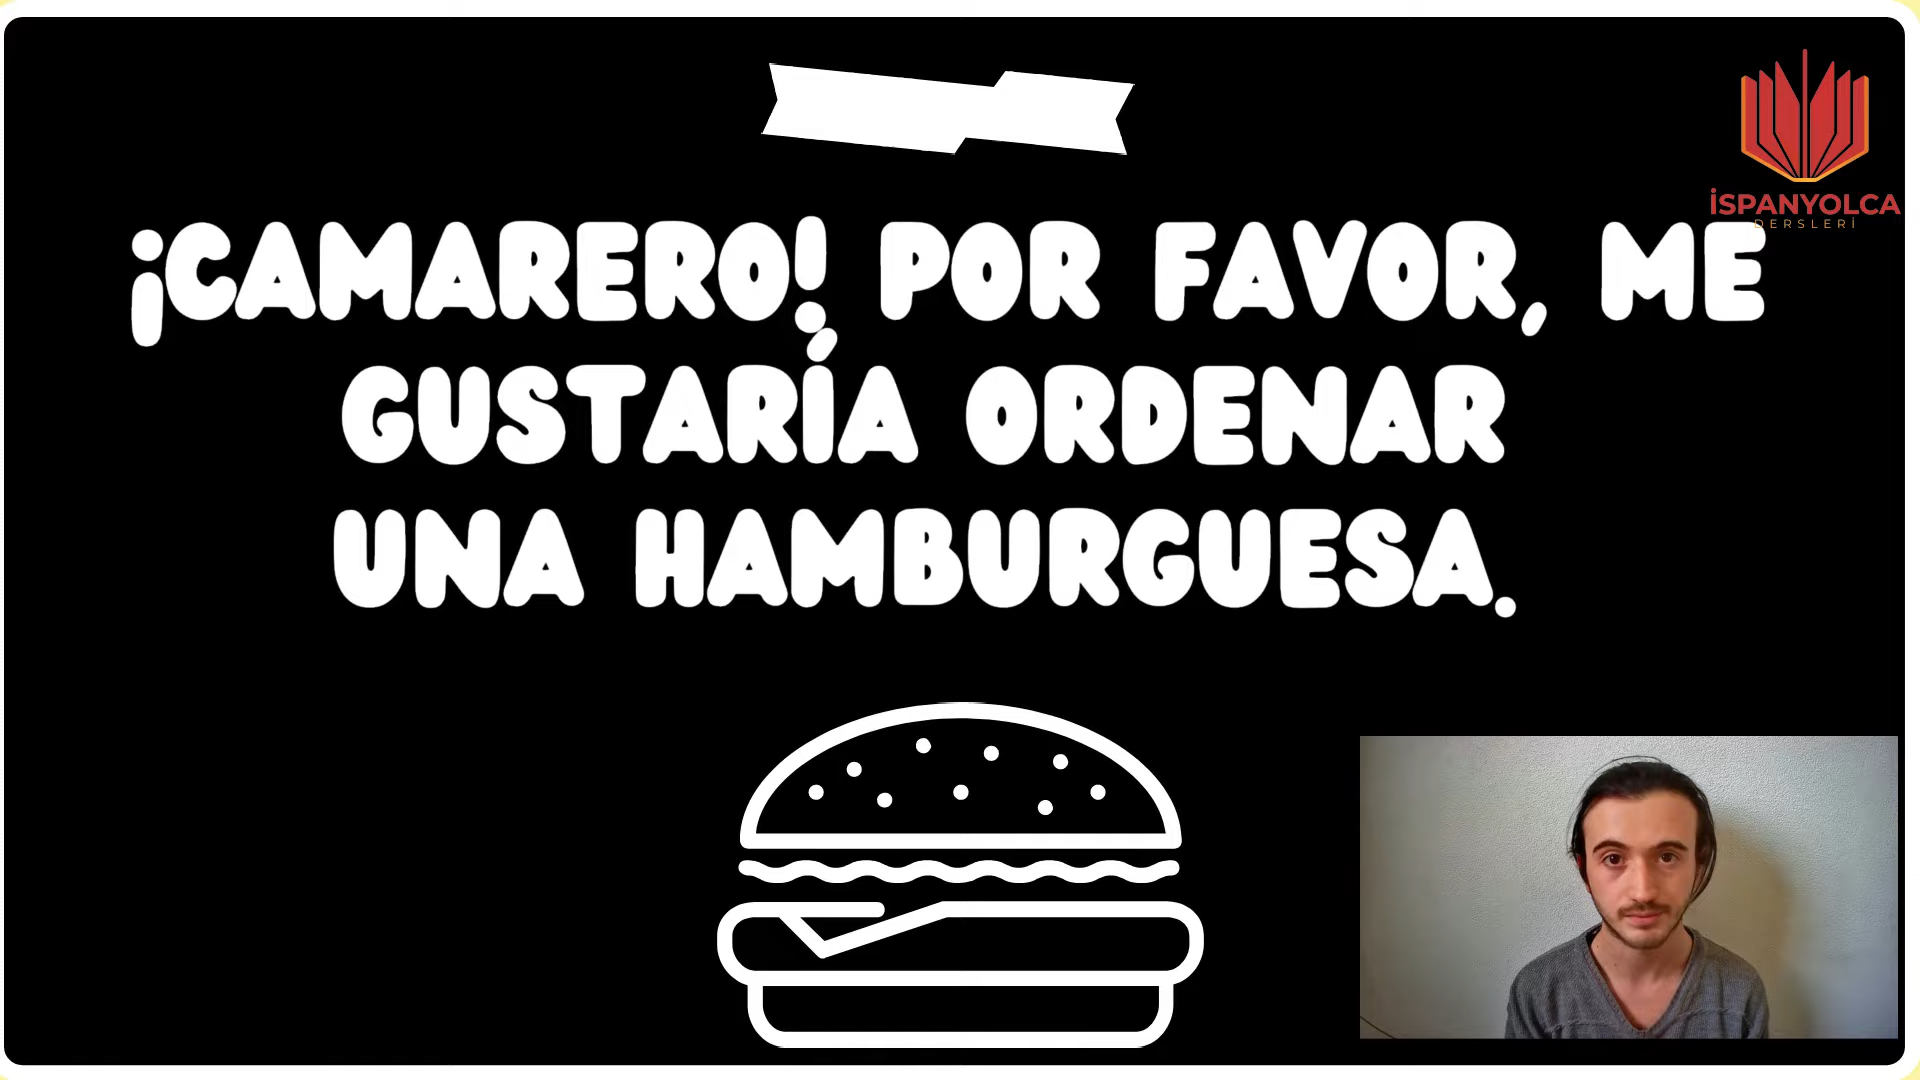 İSPANYOLCA
DERSLERİ
¡CAMARERO! POR FAVOR, ME
GUSTARÍA ORDENAR
UNA HAMBURGUESA.